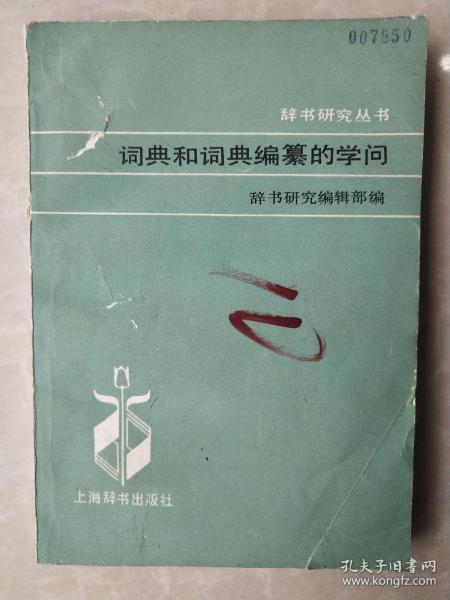 007850
辞书研究丛书
词典和词典编纂的学问
辞书研究编辑部编
上海辞书出版社
孔夫子旧书网
www.kongfz.com